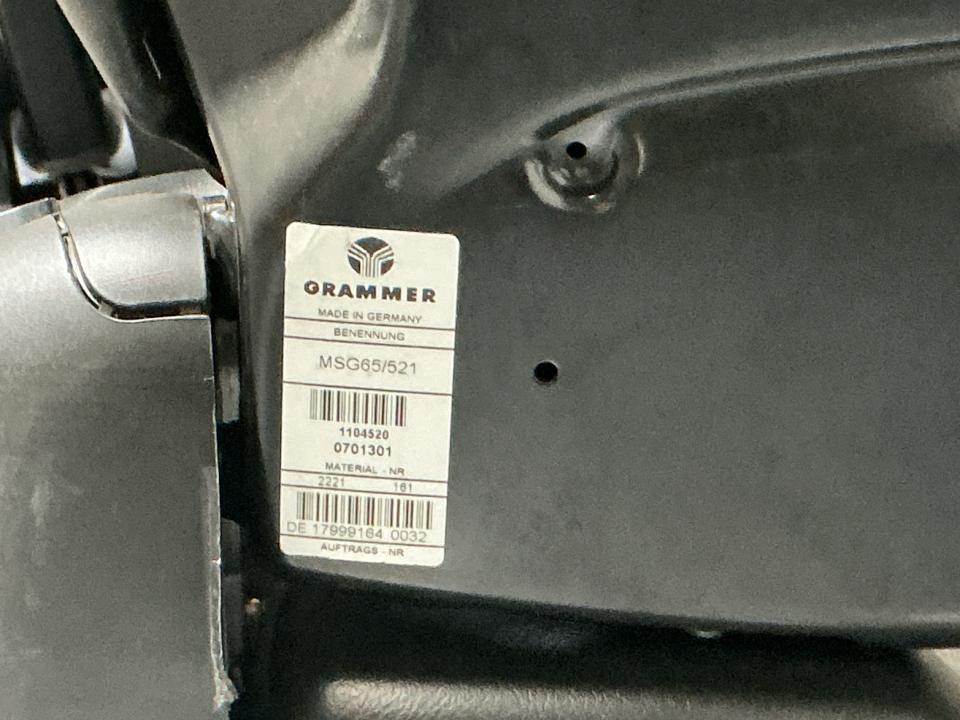 GRAMMER
MADE IN GERMANY
BENENNUNG
MSG65/521
1104520
0701301
MATERIAL - NR
2221 161
DE 17999164 0032
AUFTRAGS - NR